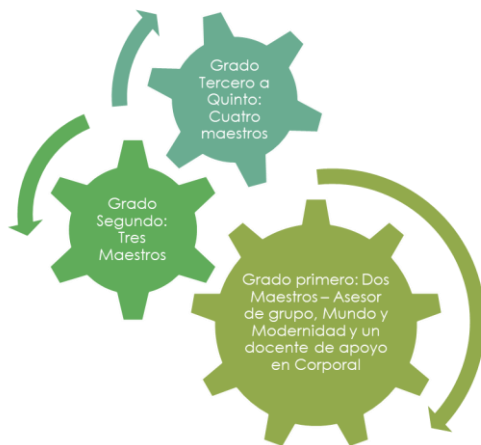 Grado
Tercero a
Quinto:
Cuatro
maestros
Grado
Segundo:
Tres
Maestros
Grado primero: Dos
Maestros – Asesor
de grupo, Mundo y
Modernidad y un
docente de apoyo
en Corporal